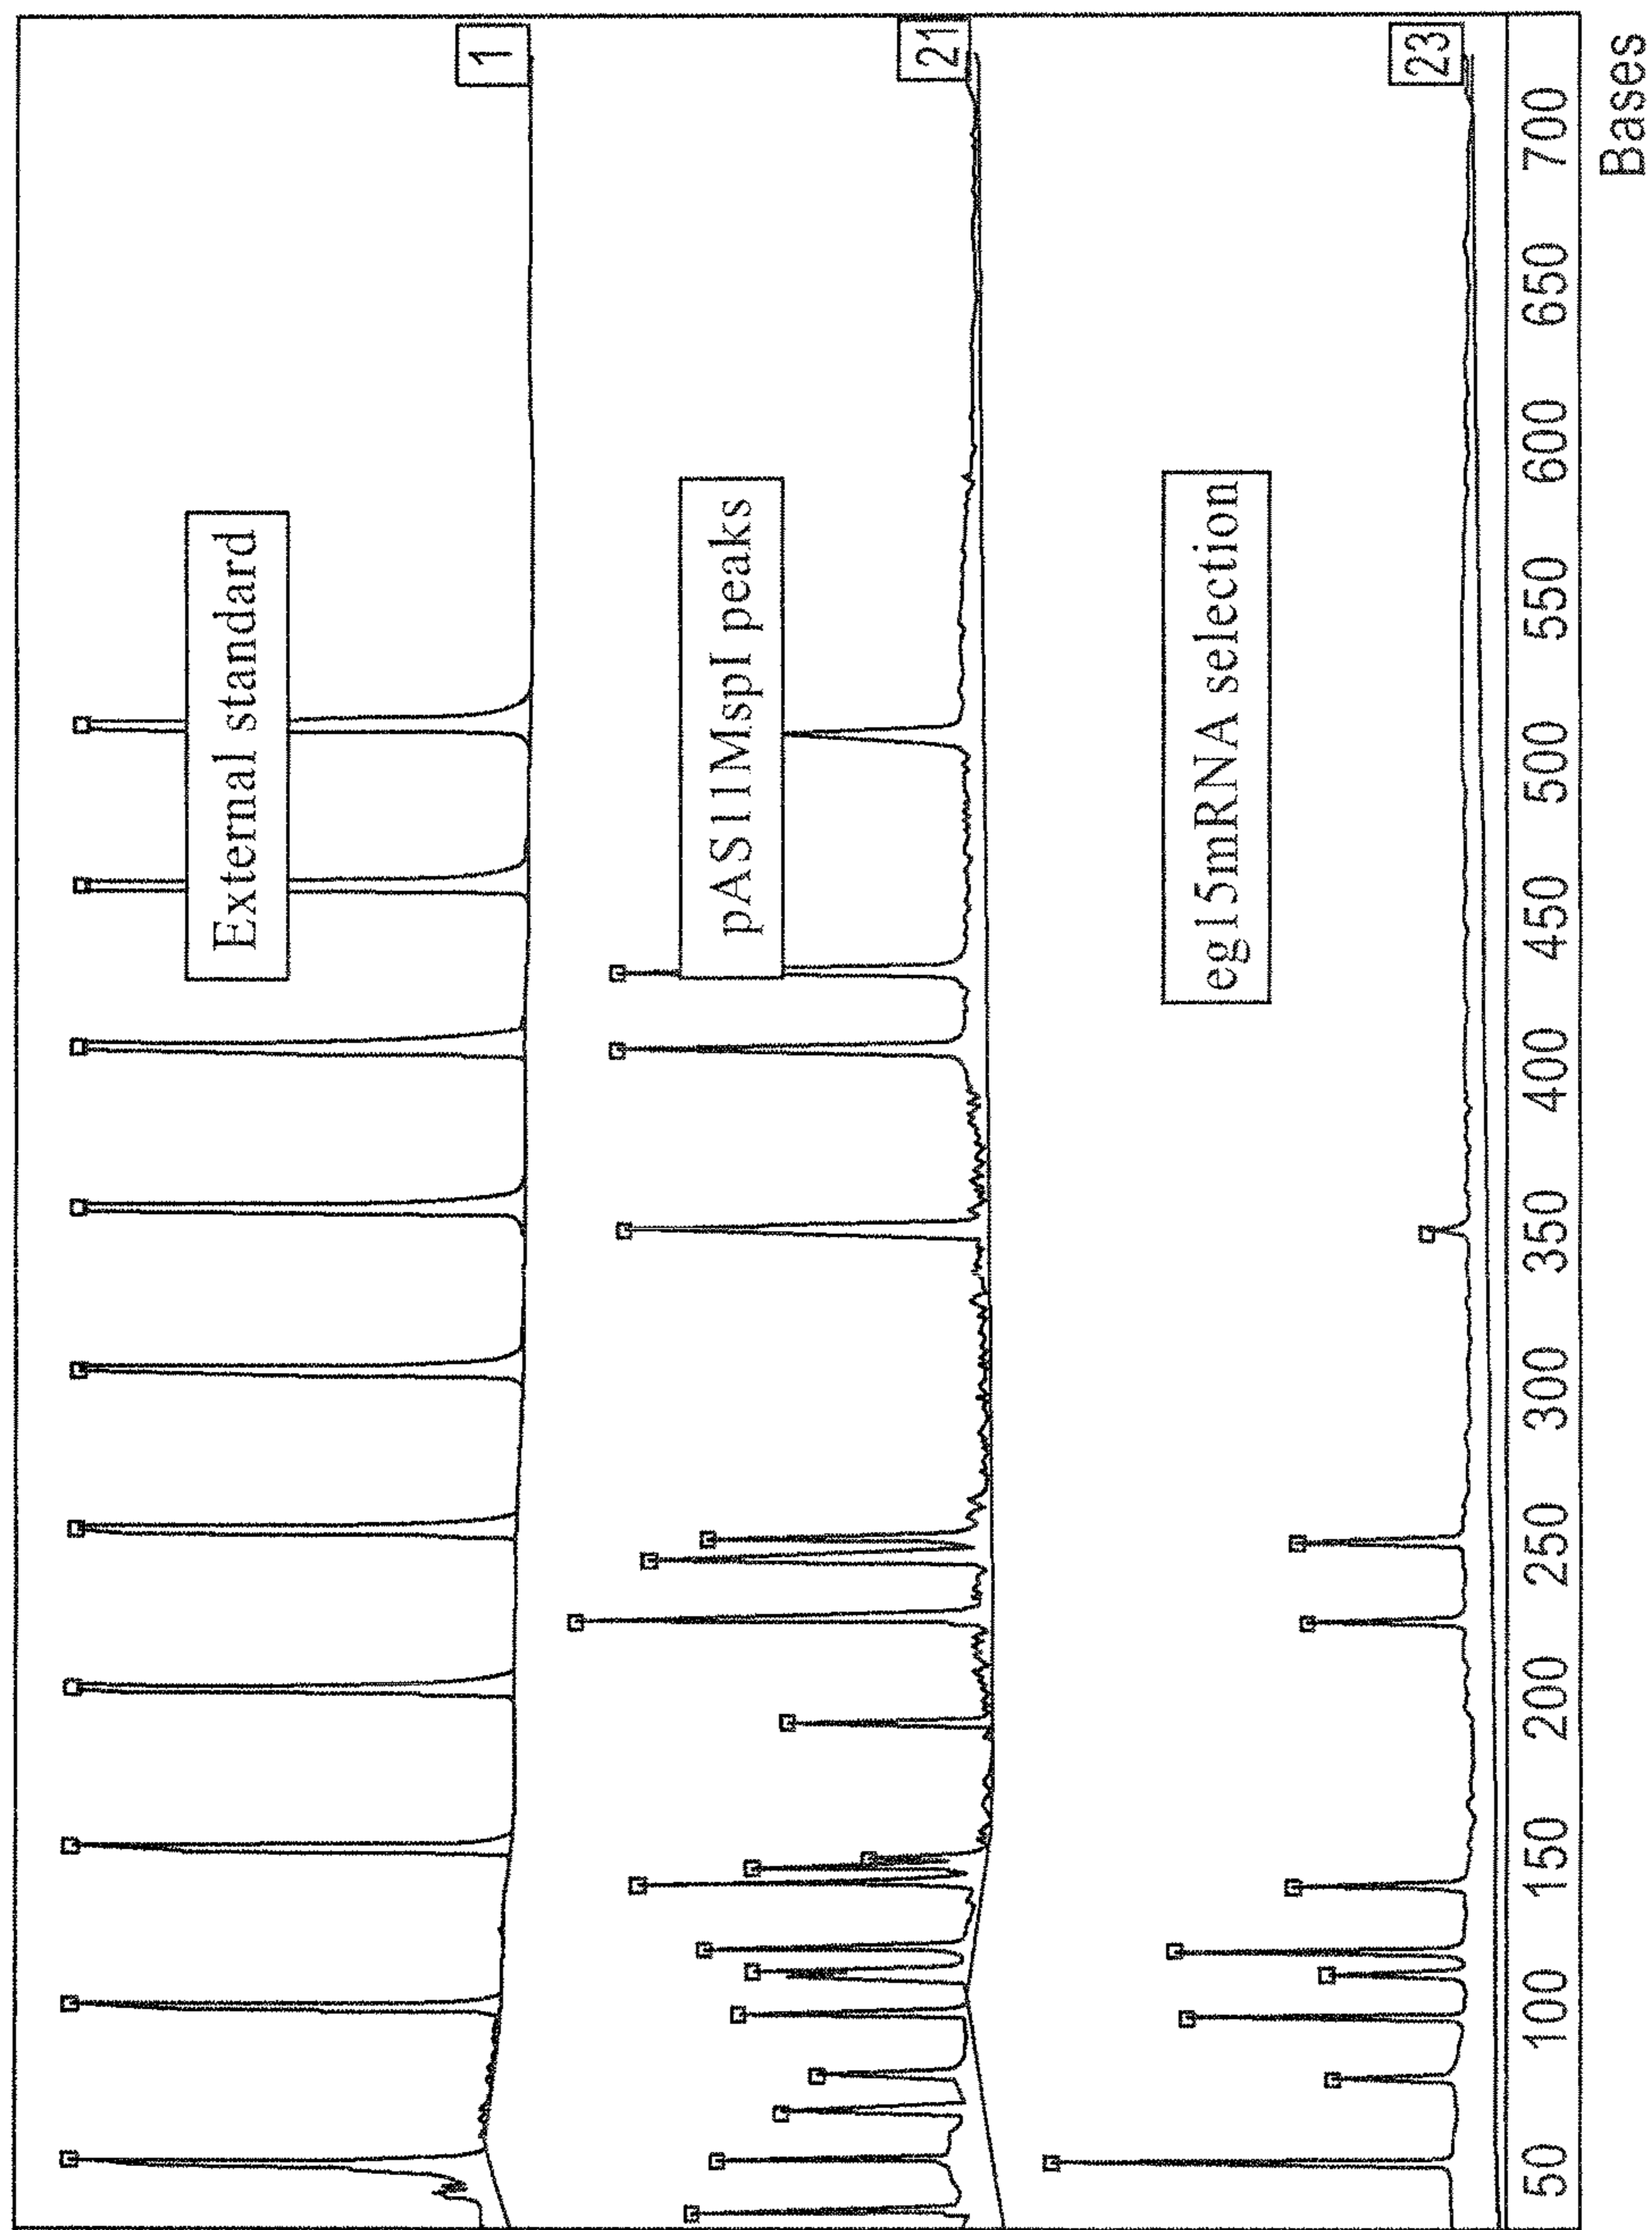 1
External standard
21
pAS11MspI peaks
23
eg15mRNA selection
50 100 150 200 250 300 350 400 450 500 550 600 650 700
Bases